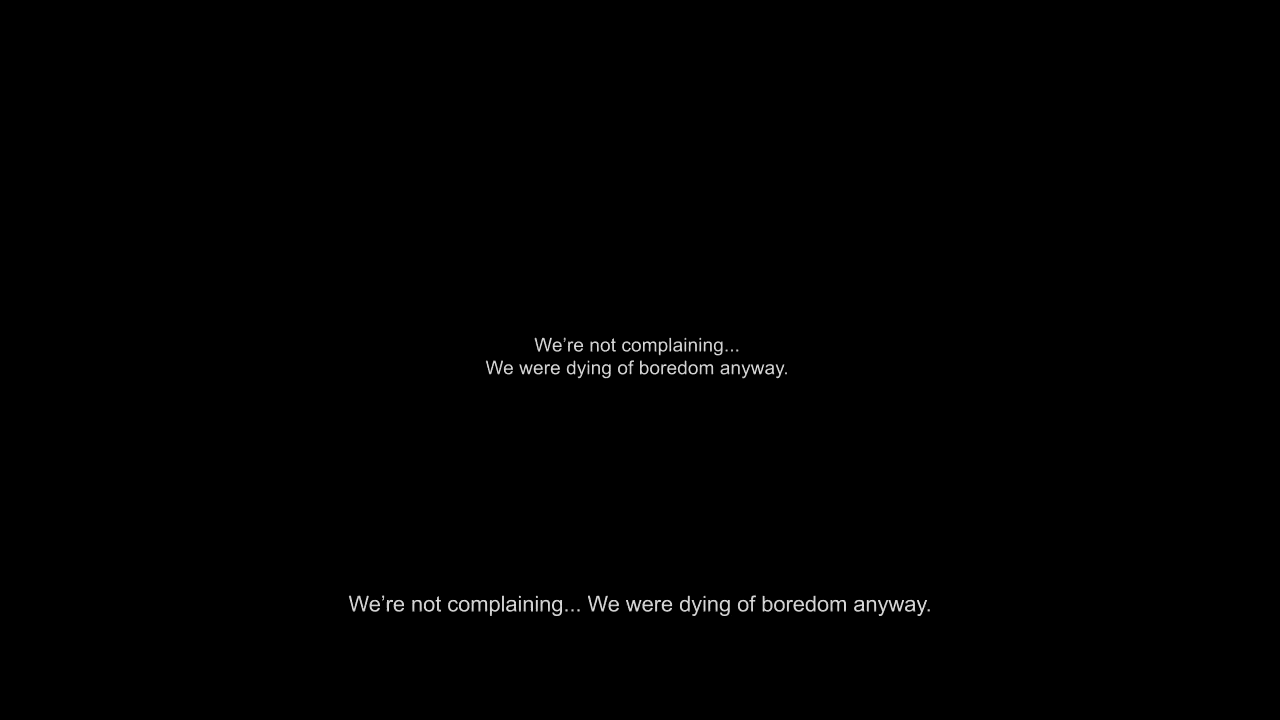 We’re not complaining...
We were dying of boredom anyway.
We’re not complaining... We were dying of boredom anyway.